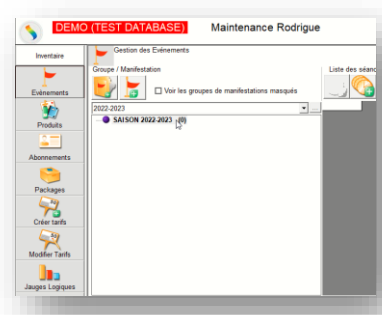 DEMO (TEST DATABASE) Maintenance Rodrigue
Inventaire
Gestion des Evénements
Groupe / Manifestation
Liste des séanc
Voir les groupes de manifestations masqués
2022-2023
...
SAISON 2022-2023 (0)
Evénements
Produits
Abonnements
Packages
Créer tarifs
Modifier Tarifs
Jauges Logiques